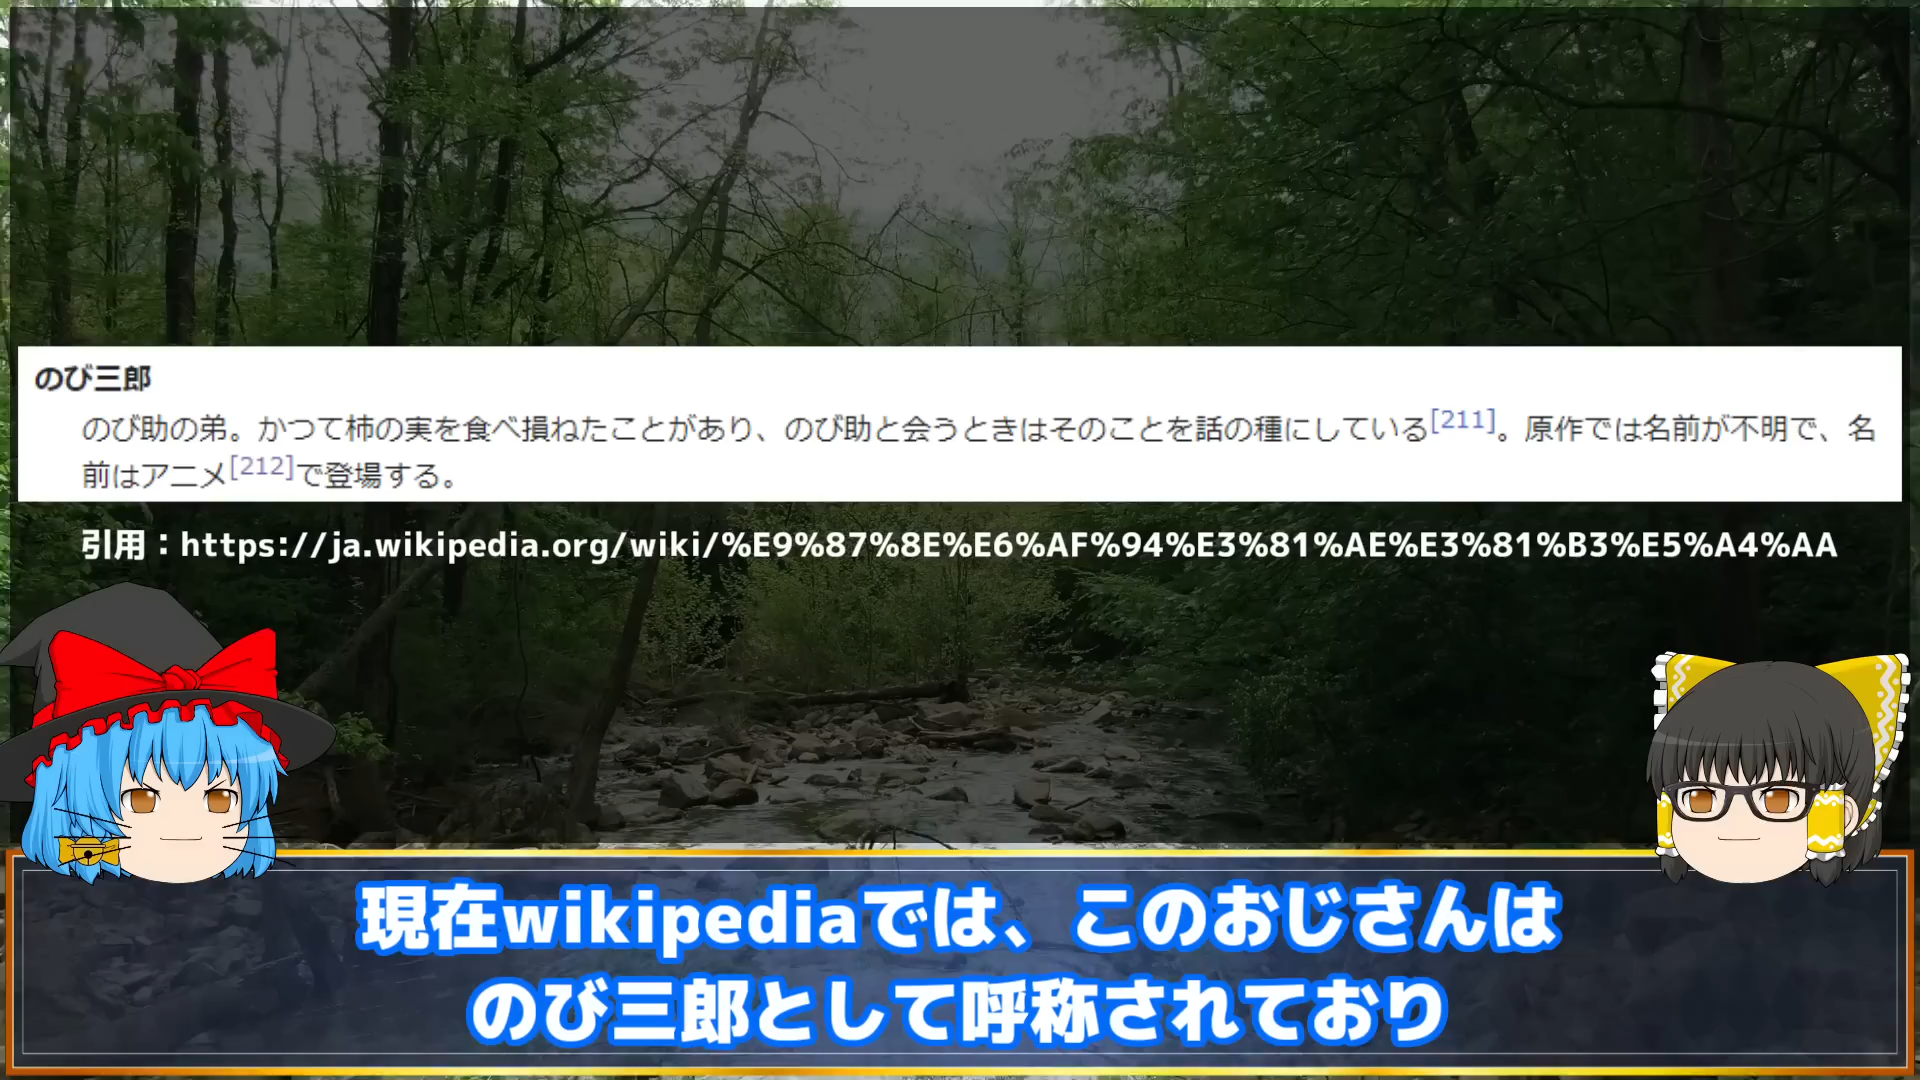 のび三郎
のび助の弟。かつて柿の実を食べ損ねたことがあり、のび助と会うときはそのことを話の種にしている[211]。原作では名前が不明で、名
前はアニメ[212]で登場する。
引用：https://ja.wikipedia.org/wiki/%E9%87%8E%E6%AF%94%E3%81%AE%E3%81%B3%E5%A4%AA
現在wikipediaでは、このおじさんは
のび三郎として呼称されており